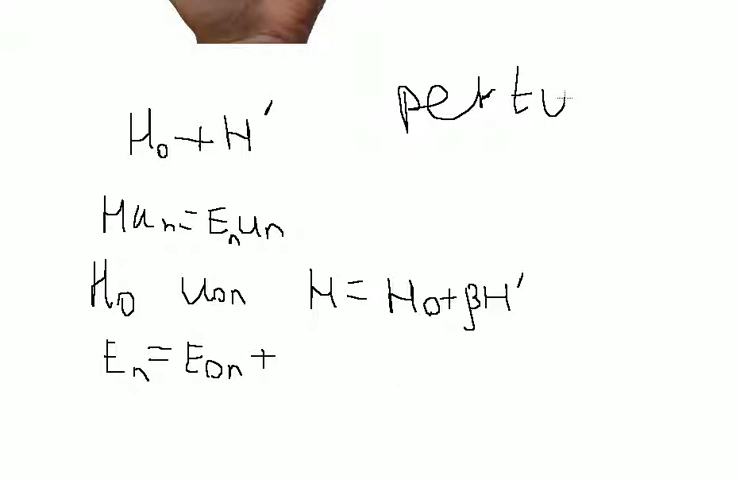 pertu
H₀+H′
Huₙ=Eₙuₙ
H₀ u₀ₙ H=H₀+βH′
Eₙ=E₀ₙ+